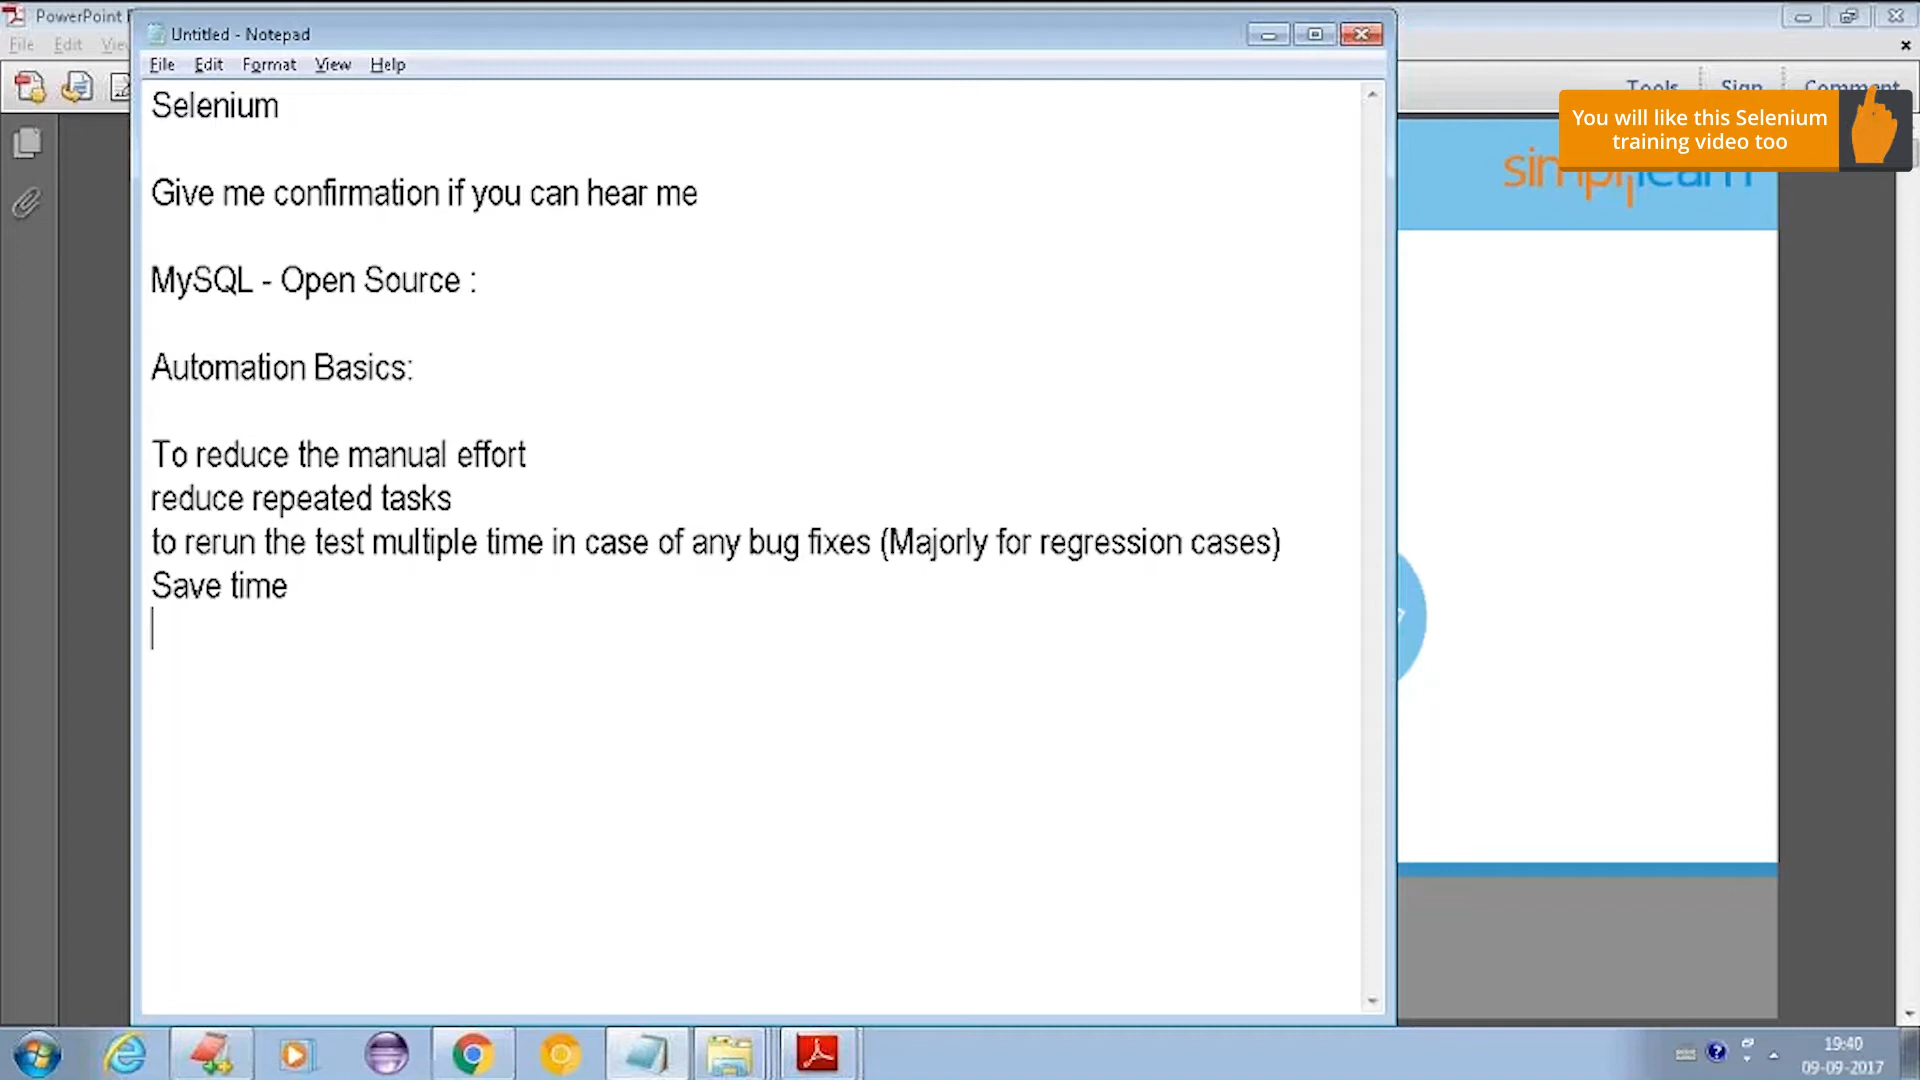 PowerPoint
Untitled - Notepad
File Edit View
File Edit Format View Help
Tools Sign Comment
You will like this Selenium
training video too
simplilearn
Selenium
Give me confirmation if you can hear me
MySQL - Open Source :
Automation Basics:
To reduce the manual effort
reduce repeated tasks
to rerun the test multiple time in case of any bug fixes (Majorly for regression cases)
Save time
19:40
09-09-2017